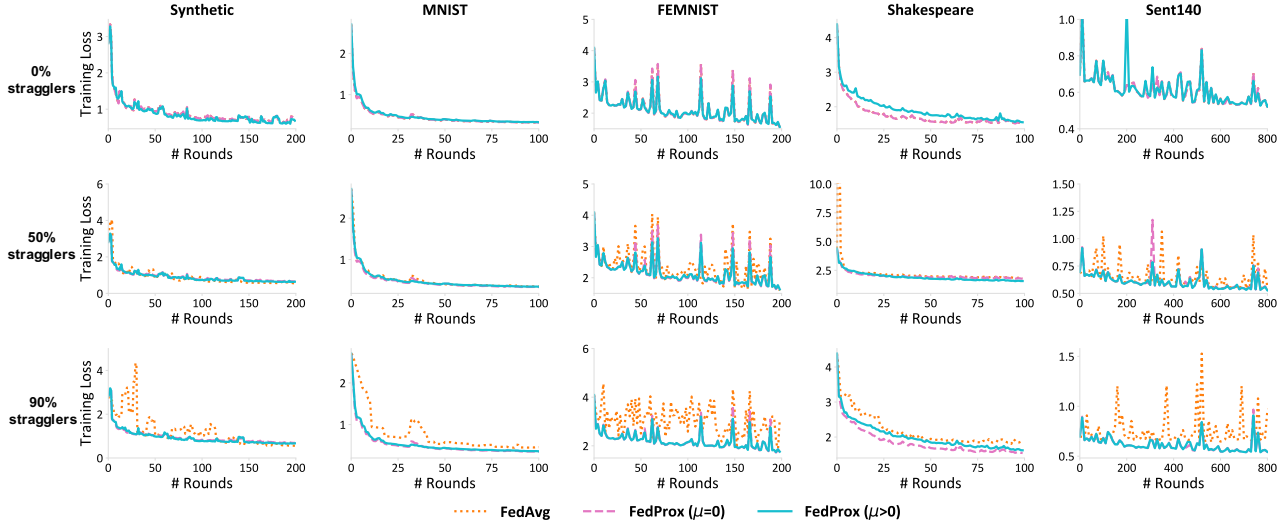 Synthetic MNIST FEMNIST Shakespeare Sent140
0% stragglers
Training Loss
3
2
1
0 50 100 150 200
# Rounds
2
1
0 25 50 75 100
# Rounds
5
4
3
2
0 50 100 150 200
# Rounds
4
3
2
0 25 50 75 100
# Rounds
1.0
0.8
0.6
0.4
0 200 400 600 800
# Rounds
50% stragglers
Training Loss
6
4
2
0
0 50 100 150 200
# Rounds
2
1
0 25 50 75 100
# Rounds
5
4
3
2
0 50 100 150 200
# Rounds
10.0
7.5
5.0
2.5
0 25 50 75 100
# Rounds
1.50
1.25
1.00
0.75
0.50
0 200 400 600 800
# Rounds
90% stragglers
Training Loss
4
2
0
0 50 100 150 200
# Rounds
2
1
0 25 50 75 100
# Rounds
6
4
2
0 50 100 150 200
# Rounds
4
3
2
0 25 50 75 100
# Rounds
1.5
1.0
0.5
0 200 400 600 800
# Rounds
FedAvg FedProx (μ=0) FedProx (μ>0)